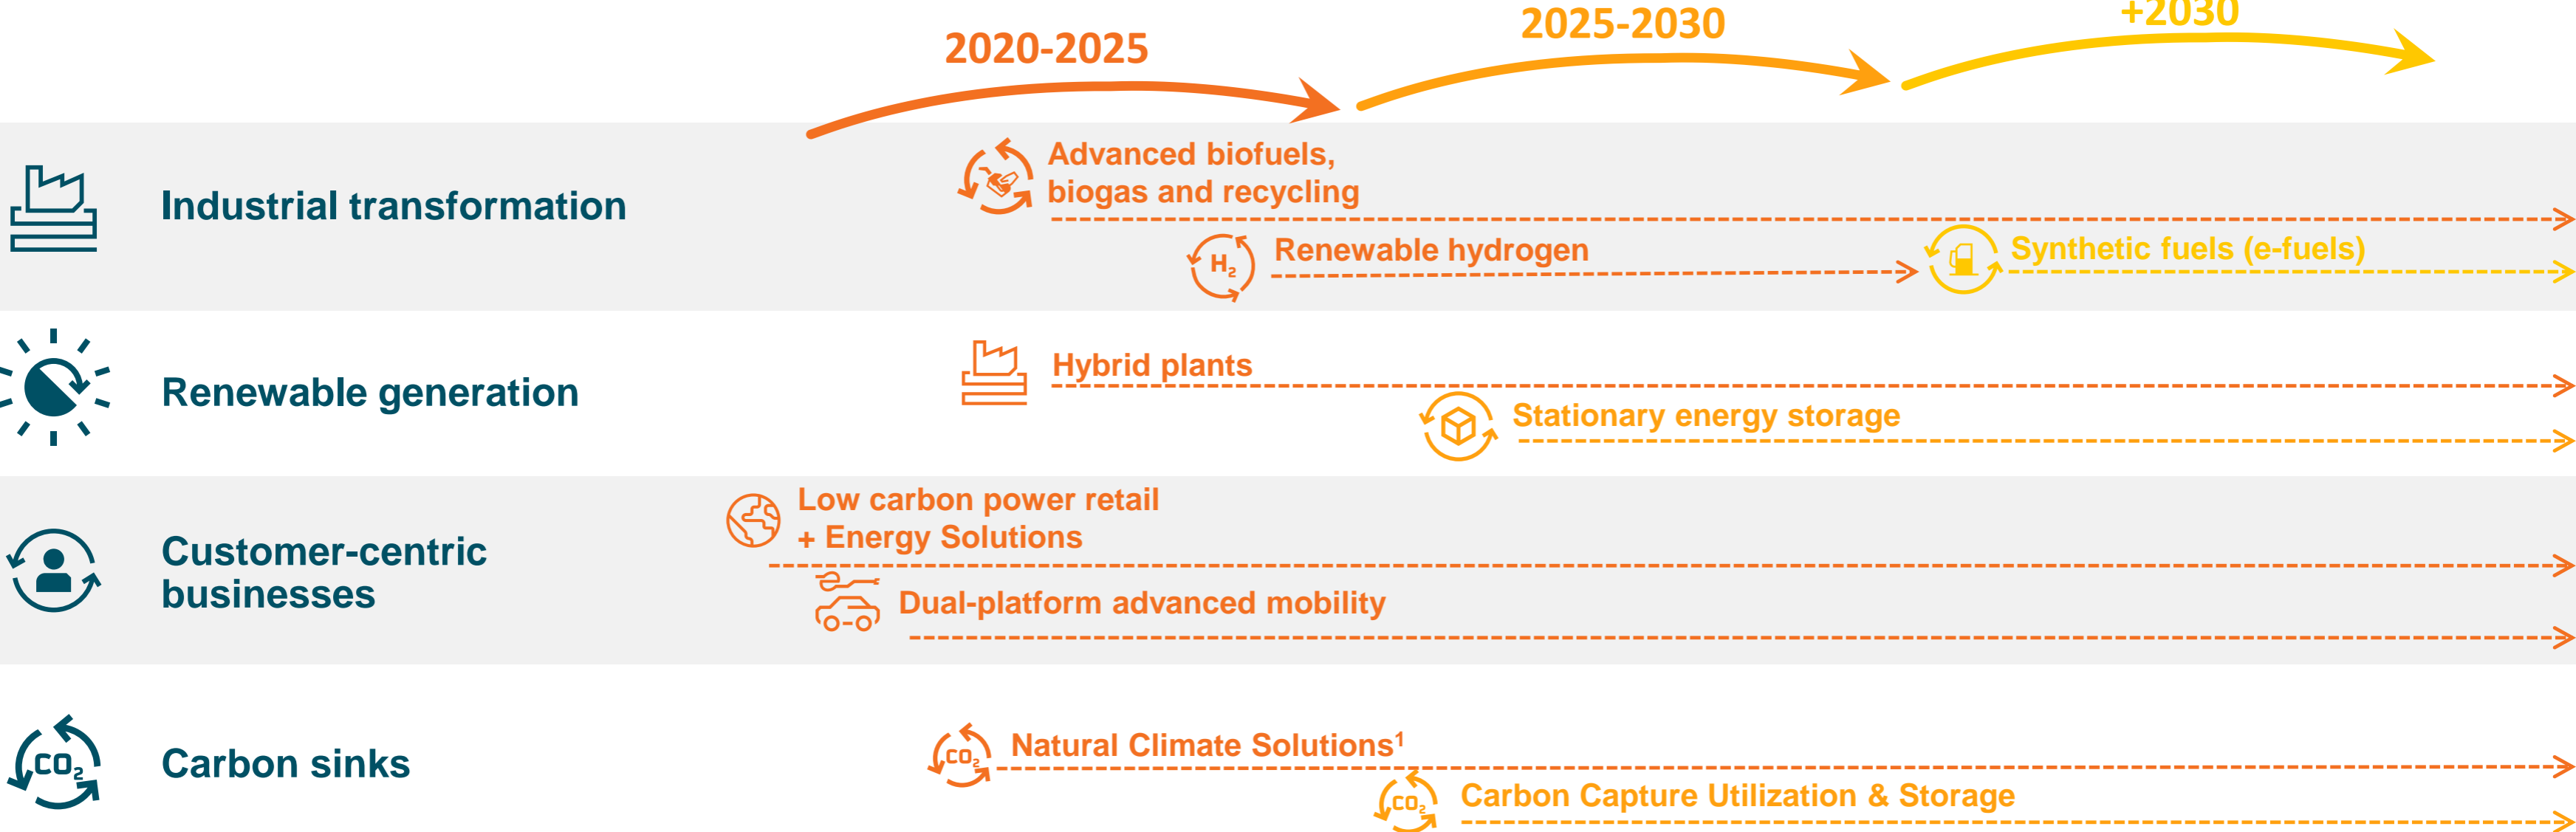 2020-2025
2025-2030
+2030
Industrial transformation
Advanced biofuels,
biogas and recycling
H₂
Renewable hydrogen
Synthetic fuels (e-fuels)
Renewable generation
Hybrid plants
Stationary energy storage
Customer-centric
businesses
Low carbon power retail
+ Energy Solutions
Dual-platform advanced mobility
CO₂
Carbon sinks
CO₂
Natural Climate Solutions¹
CO₂
Carbon Capture Utilization & Storage